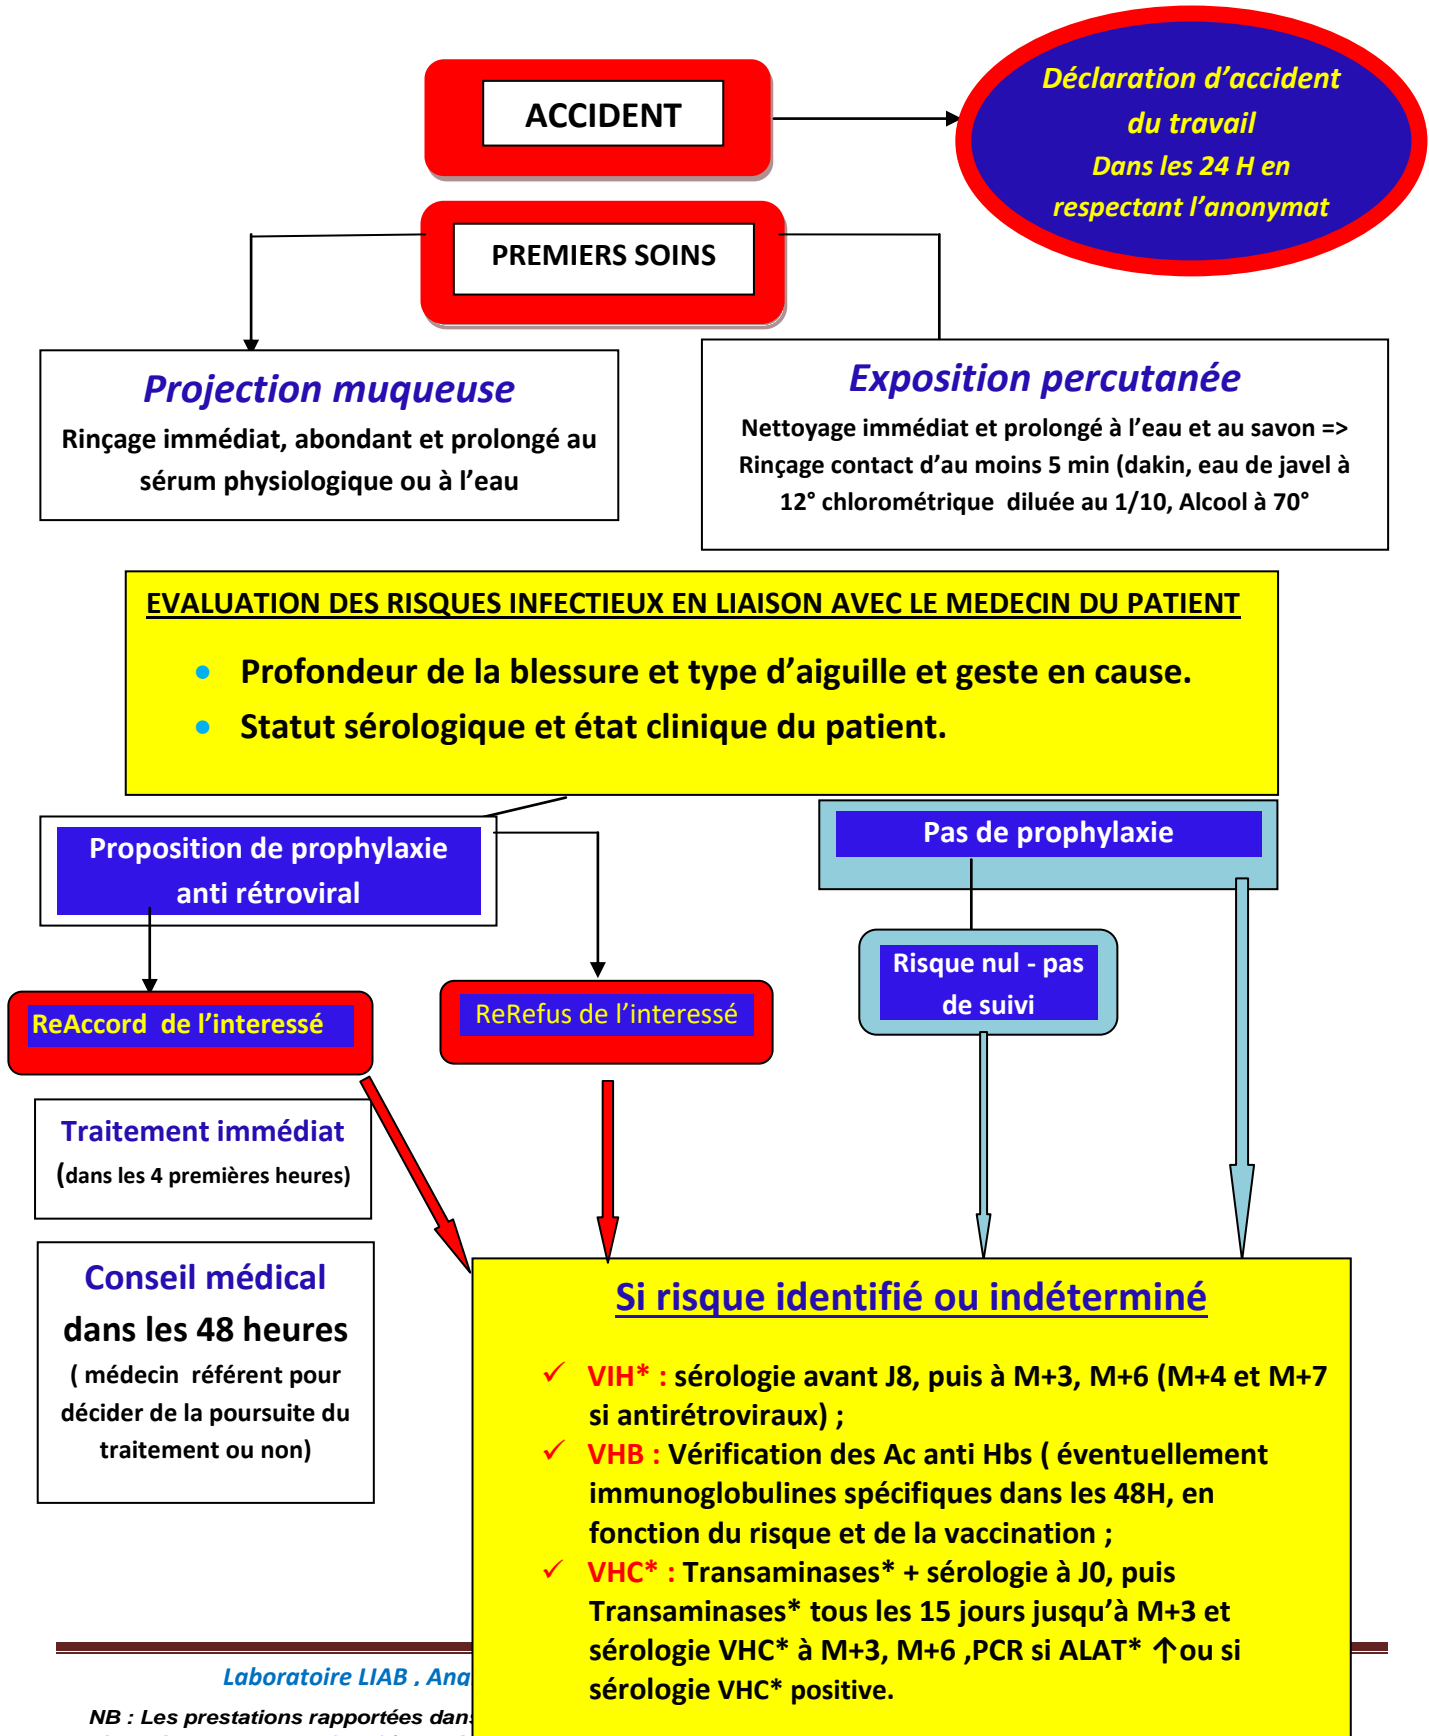 ACCIDENT
Déclaration d'accident
du travail
Dans les 24 H en
respectant l'anonymat
PREMIERS SOINS
Projection muqueuse
Rinçage immédiat, abondant et prolongé au
sérum physiologique ou à l'eau
Exposition percutanée
Nettoyage immédiat et prolongé à l'eau et au savon =>
Rinçage contact d'au moins 5 min (dakin, eau de javel à
12° chlorométrique diluée au 1/10, Alcool à 70°
EVALUATION DES RISQUES INFECTIEUX EN LIAISON AVEC LE MEDECIN DU PATIENT
• Profondeur de la blessure et type d'aiguille et geste en cause.
• Statut sérologique et état clinique du patient.
Proposition de prophylaxie
anti rétroviral
Pas de prophylaxie
ReAccord de l'interessé
ReRefus de l'interessé
Risque nul - pas
de suivi
Traitement immédiat
(dans les 4 premières heures)
Conseil médical
dans les 48 heures
( médecin référent pour
décider de la poursuite du
traitement ou non)
Si risque identifié ou indéterminé
✓ VIH* : sérologie avant J8, puis à M+3, M+6 (M+4 et M+7
si antirétroviraux) ;
✓ VHB : Vérification des Ac anti Hbs ( éventuellement
immunoglobulines spécifiques dans les 48H, en
fonction du risque et de la vaccination ;
✓ VHC* : Transaminases* + sérologie à J0, puis
Transaminases* tous les 15 jours jusqu'à M+3 et
sérologie VHC* à M+3, M+6 ,PCR si ALAT* ↑ou si
sérologie VHC* positive.
Laboratoire LIAB , Ana
NB : Les prestations rapportées dans